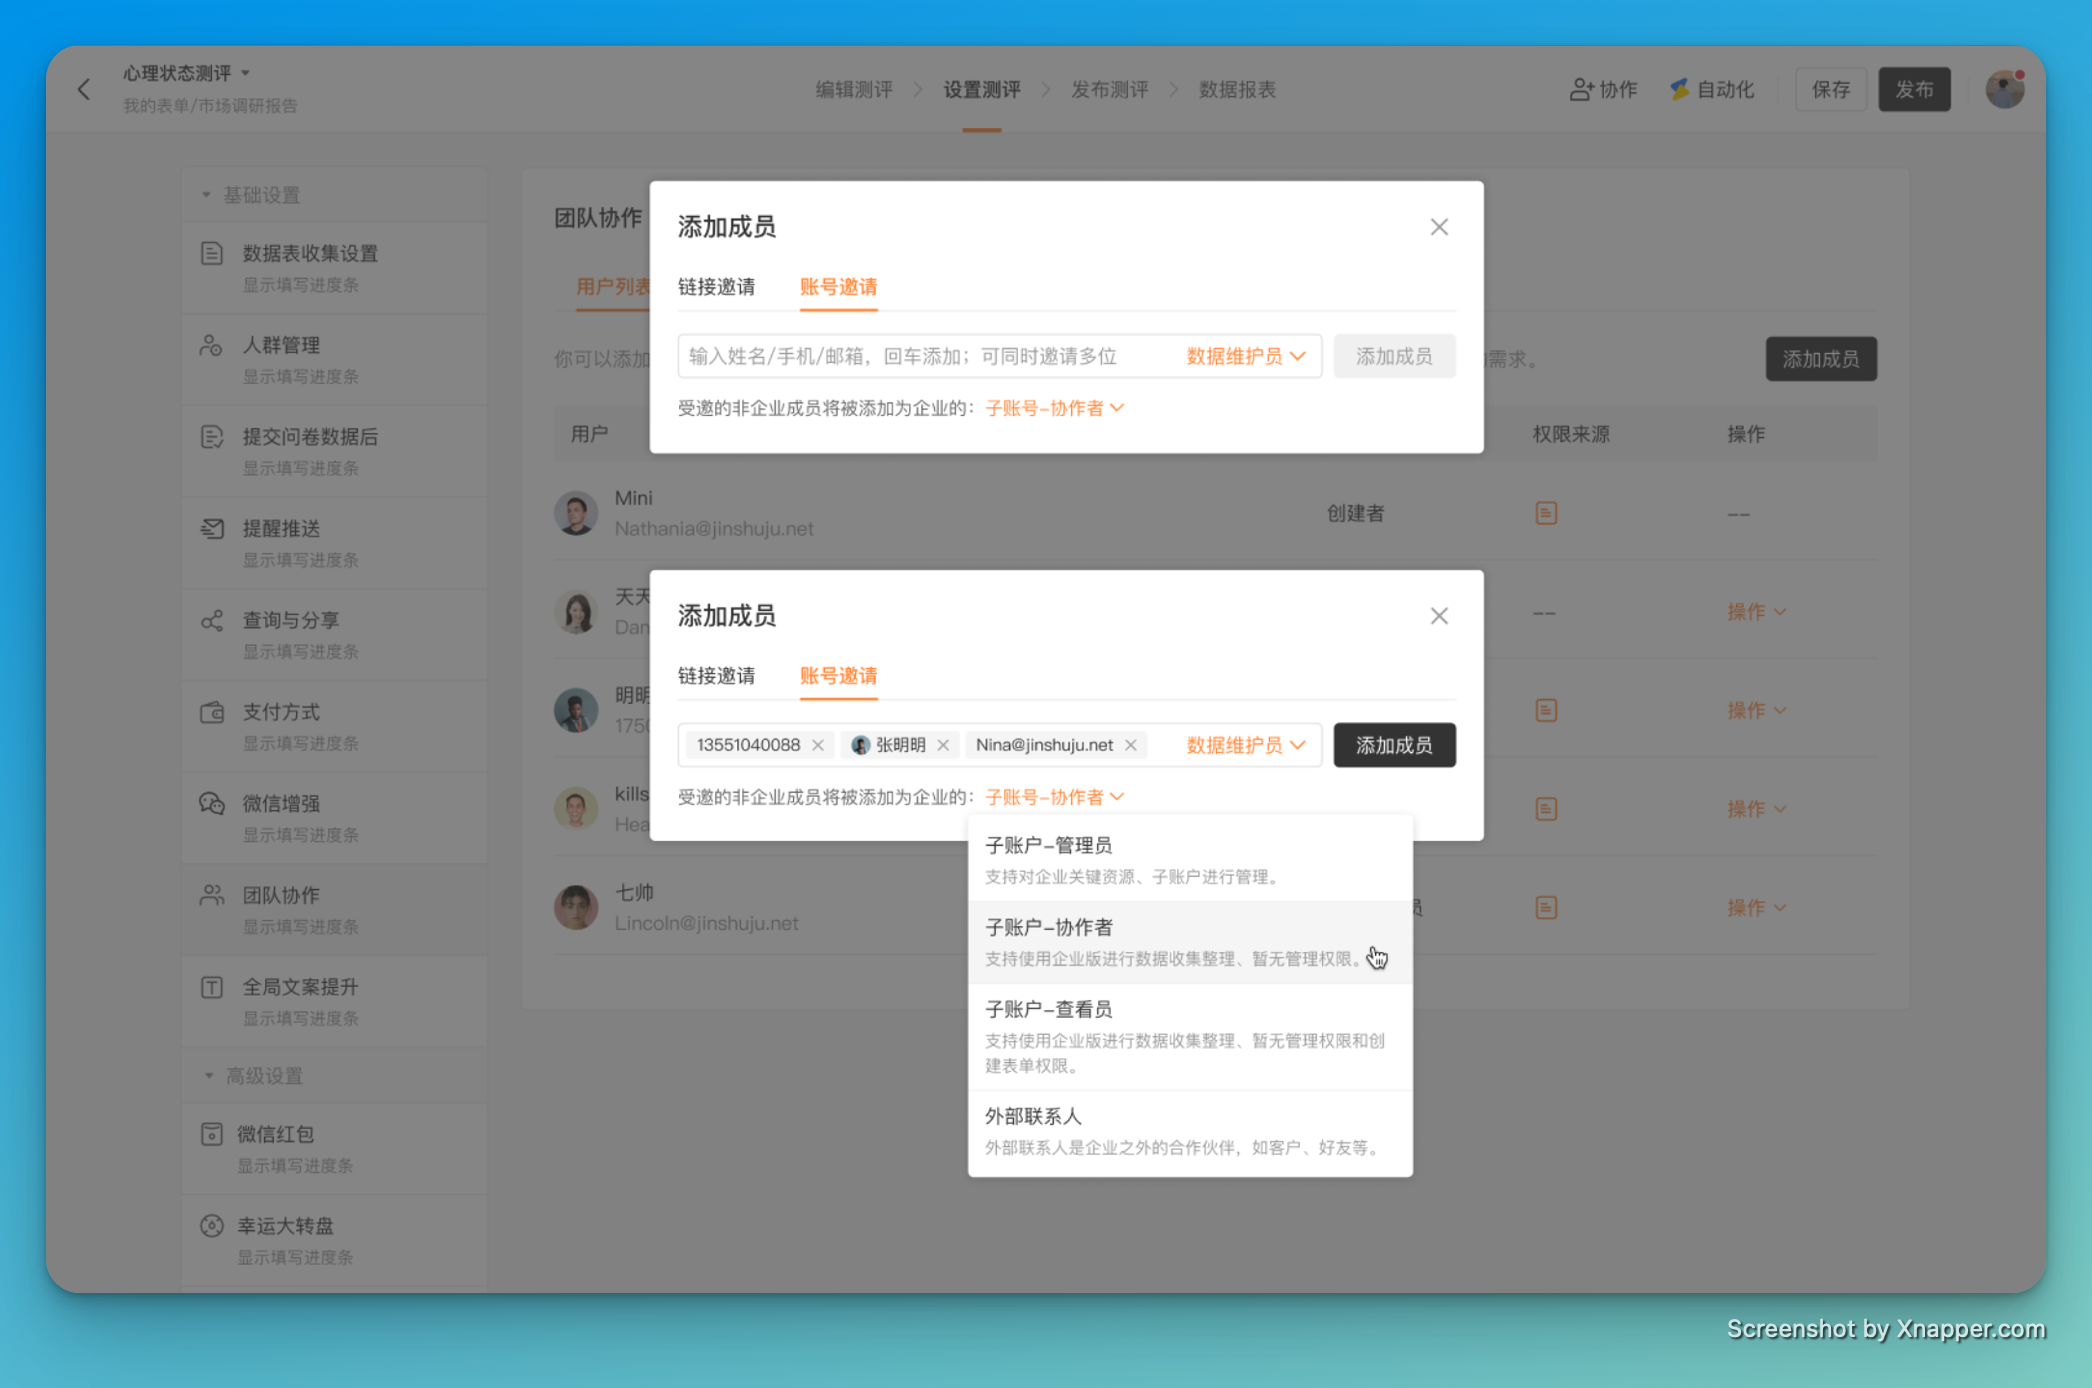 心理状态测评
我的表单/市场调研报告
编辑测评
设置测评
发布测评
数据报表
协作
自动化
保存
发布
基础设置
数据表收集设置
显示填写进度条
人群管理
显示填写进度条
提交问卷数据后
显示填写进度条
提醒推送
显示填写进度条
查询与分享
显示填写进度条
支付方式
显示填写进度条
微信增强
显示填写进度条
团队协作
显示填写进度条
全局文案提升
显示填写进度条
高级设置
微信红包
显示填写进度条
幸运大转盘
显示填写进度条
团队协作
用户列表
你可以添加
需求。
添加成员
用户
权限来源
操作
Mini
Nathania@jinshuju.net
创建者
--
天天
Dan
--
操作
明明
1750
操作
kills
Hea
操作
七帅
Lincoln@jinshuju.net
员
操作
添加成员
链接邀请
账号邀请
输入姓名/手机/邮箱，回车添加；可同时邀请多位
数据维护员
添加成员
受邀的非企业成员将被添加为企业的：
子账号-协作者
添加成员
链接邀请
账号邀请
13551040088
张明明
Nina@jinshuju.net
数据维护员
添加成员
受邀的非企业成员将被添加为企业的：
子账号-协作者
子账户-管理员
支持对企业关键资源、子账户进行管理。
子账户-协作者
支持使用企业版进行数据收集整理、暂无管理权限。
子账户-查看员
支持使用企业版进行数据收集整理、暂无管理权限和创
建表单权限。
外部联系人
外部联系人是企业之外的合作伙伴，如客户、好友等。
Screenshot by Xnapper.com